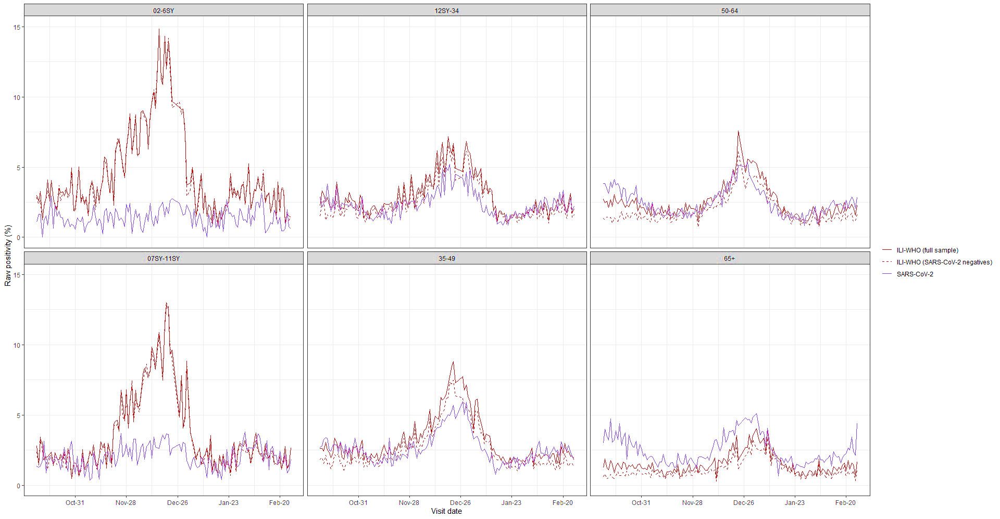 02-6SY
12SY-34
50-64
15
10
5
0
07SY-11SY
35-49
65+
15
10
5
0
Raw positivity (%)
Oct-31 Nov-28 Dec-26 Jan-23 Feb-20
Oct-31 Nov-28 Dec-26 Jan-23 Feb-20
Oct-31 Nov-28 Dec-26 Jan-23 Feb-20
Visit date
ILI-WHO (full sample)
ILI-WHO (SARS-CoV-2 negatives)
SARS-CoV-2